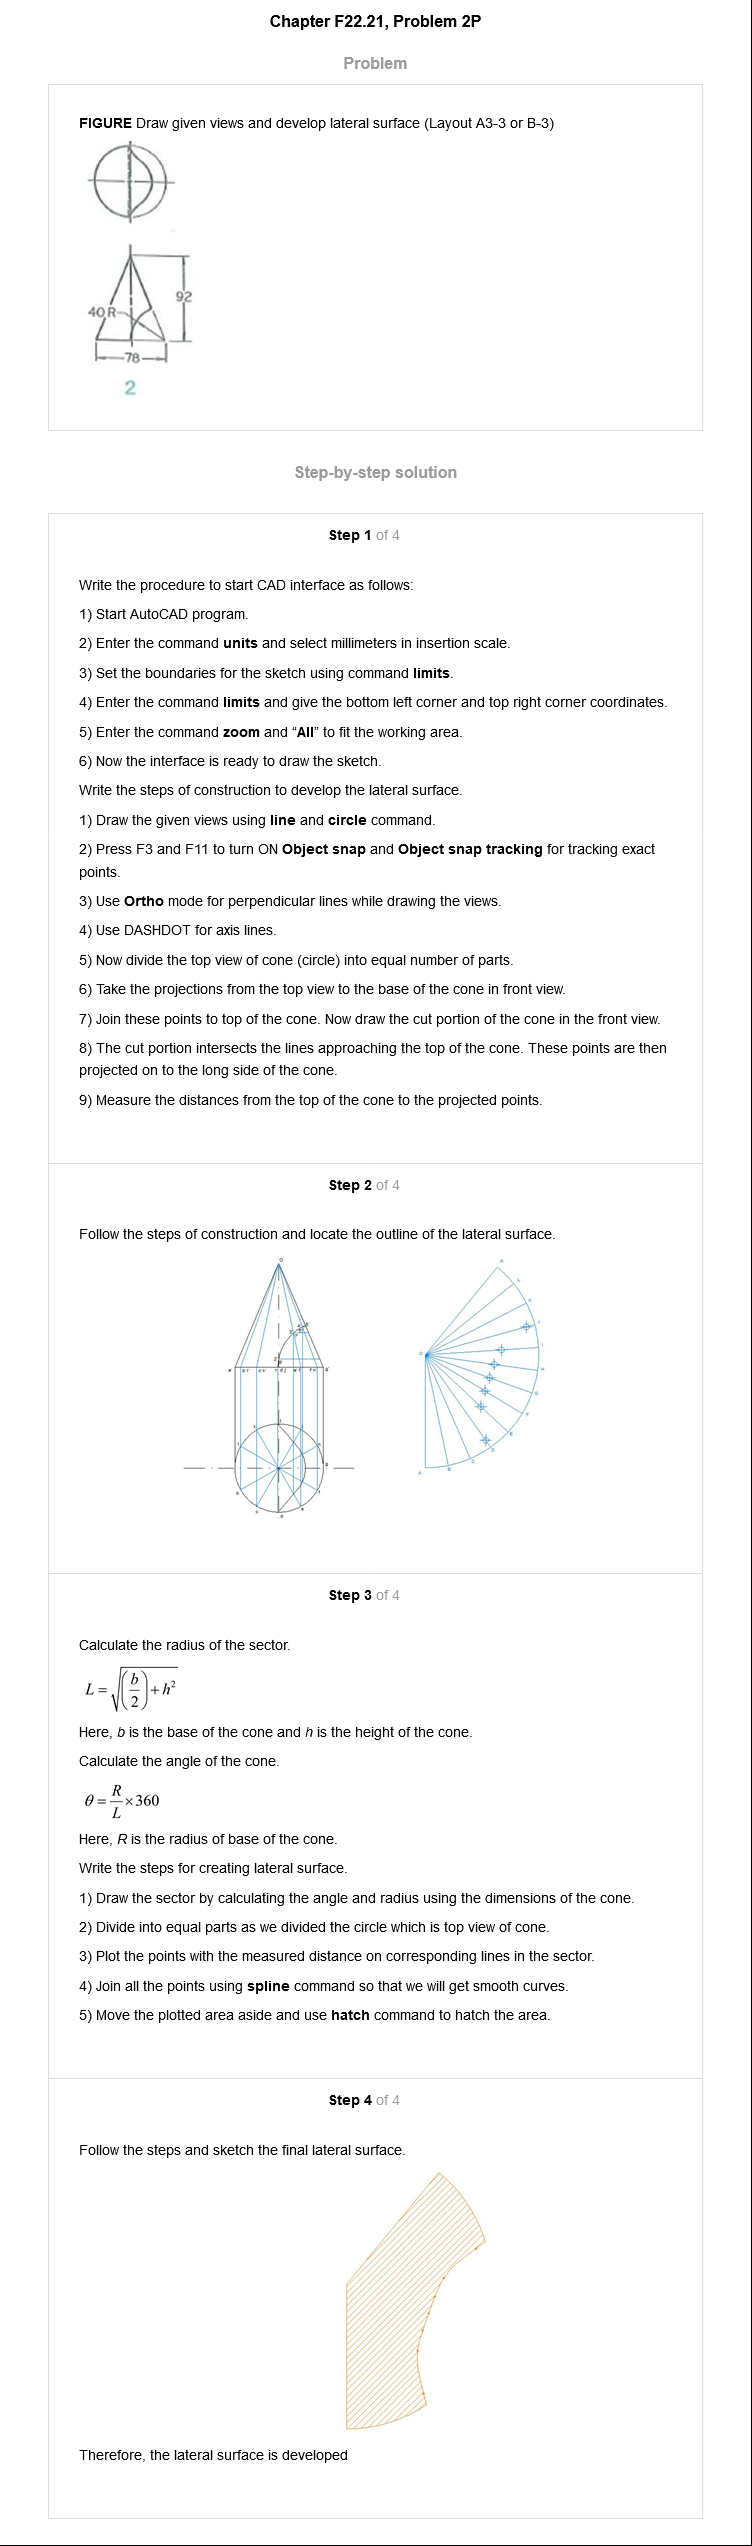 Chapter F22.21, Problem 2P
Problem
FIGURE Draw given views and develop lateral surface (Layout A3-3 or B-3)
92
40R
78
2
Step-by-step solution
Step 1 of 4
Write the procedure to start CAD interface as follows:
1) Start AutoCAD program.
2) Enter the command units and select millimeters in insertion scale.
3) Set the boundaries for the sketch using command limits.
4) Enter the command limits and give the bottom left corner and top right corner coordinates.
5) Enter the command zoom and “All” to fit the working area.
6) Now the interface is ready to draw the sketch.
Write the steps of construction to develop the lateral surface.
1) Draw the given views using line and circle command.
2) Press F3 and F11 to turn ON Object snap and Object snap tracking for tracking exact
points.
3) Use Ortho mode for perpendicular lines while drawing the views.
4) Use DASHDOT for axis lines.
5) Now divide the top view of cone (circle) into equal number of parts.
6) Take the projections from the top view to the base of the cone in front view.
7) Join these points to top of the cone. Now draw the cut portion of the cone in the front view.
8) The cut portion intersects the lines approaching the top of the cone. These points are then
projected on to the long side of the cone.
9) Measure the distances from the top of the cone to the projected points.
Step 2 of 4
Follow the steps of construction and locate the outline of the lateral surface.
Step 3 of 4
Calculate the radius of the sector.
L = √((b/2) + h²)
Here, b is the base of the cone and h is the height of the cone.
Calculate the angle of the cone.
θ = R/L × 360
Here, R is the radius of base of the cone.
Write the steps for creating lateral surface.
1) Draw the sector by calculating the angle and radius using the dimensions of the cone.
2) Divide into equal parts as we divided the circle which is top view of cone.
3) Plot the points with the measured distance on corresponding lines in the sector.
4) Join all the points using spline command so that we will get smooth curves.
5) Move the plotted area aside and use hatch command to hatch the area.
Step 4 of 4
Follow the steps and sketch the final lateral surface.
Therefore, the lateral surface is developed